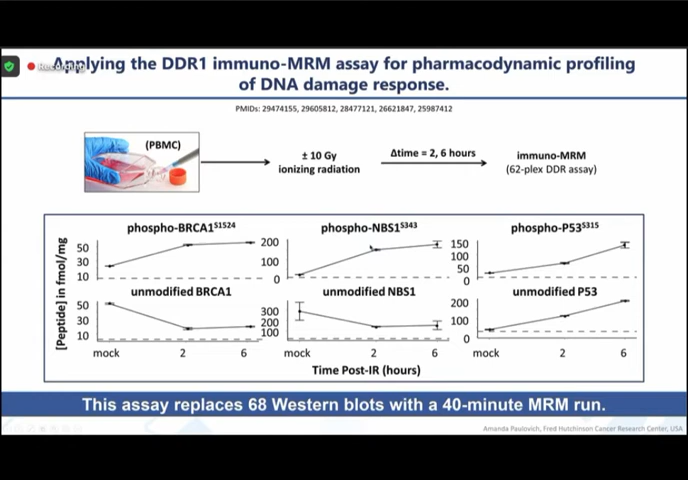 Recording
Applying the DDR1 immuno-MRM assay for pharmacodynamic profiling
of DNA damage response.
PMIDs: 29474155, 29605812, 28477121, 26621847, 25987412
(PBMC)
± 10 Gy
ionizing radiation
Δtime = 2, 6 hours
immuno-MRM
(62-plex DDR assay)
[Peptide] in fmol/mg
phospho-BRCA1S1524
50
30
10
phospho-NBS1S343
200
100
0
phospho-P53S315
150
100
50
0
unmodified BRCA1
50
30
10
mock 2 6
unmodified NBS1
300
200
100
mock 2 6
unmodified P53
200
100
0
mock 2 6
Time Post-IR (hours)
This assay replaces 68 Western blots with a 40-minute MRM run.
Amanda Paulovich, Fred Hutchinson Cancer Research Center, USA